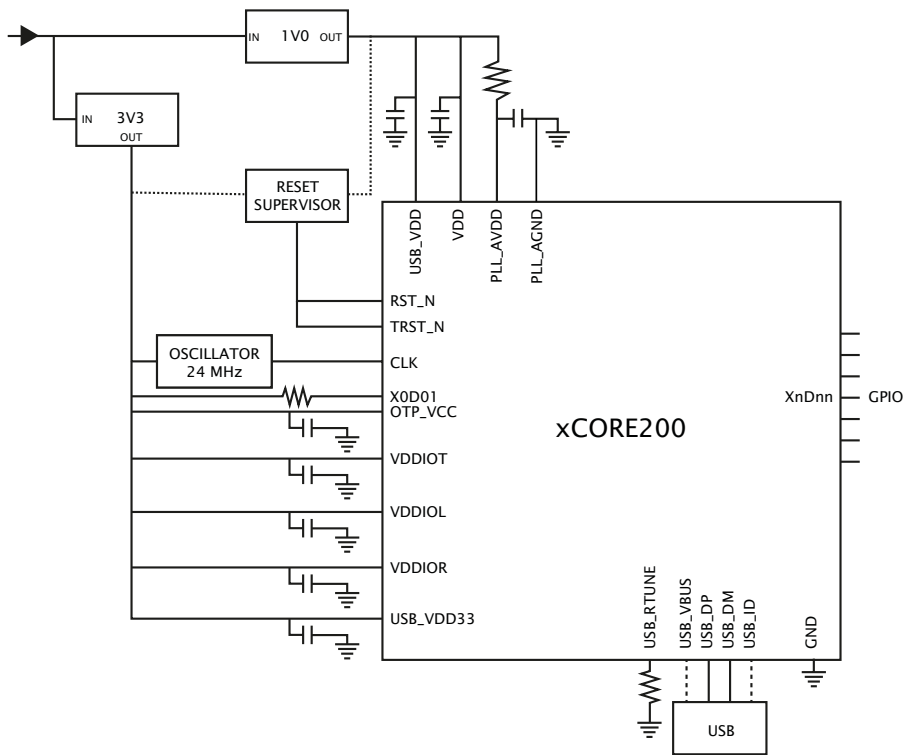 IN 1V0 OUT
IN 3V3
OUT
RESET
SUPERVISOR
USB_VDD
VDD
PLL_AVDD
PLL_AGND
RST_N
TRST_N
OSCILLATOR
24 MHz
CLK
X0D01
OTP_VCC
XnDnn GPIO
xCORE200
VDDIOT
VDDIOL
VDDIOR
USB_VDD33
USB_RTUNE
USB_VBUS
USB_DP
USB_DM
USB_ID
GND
USB